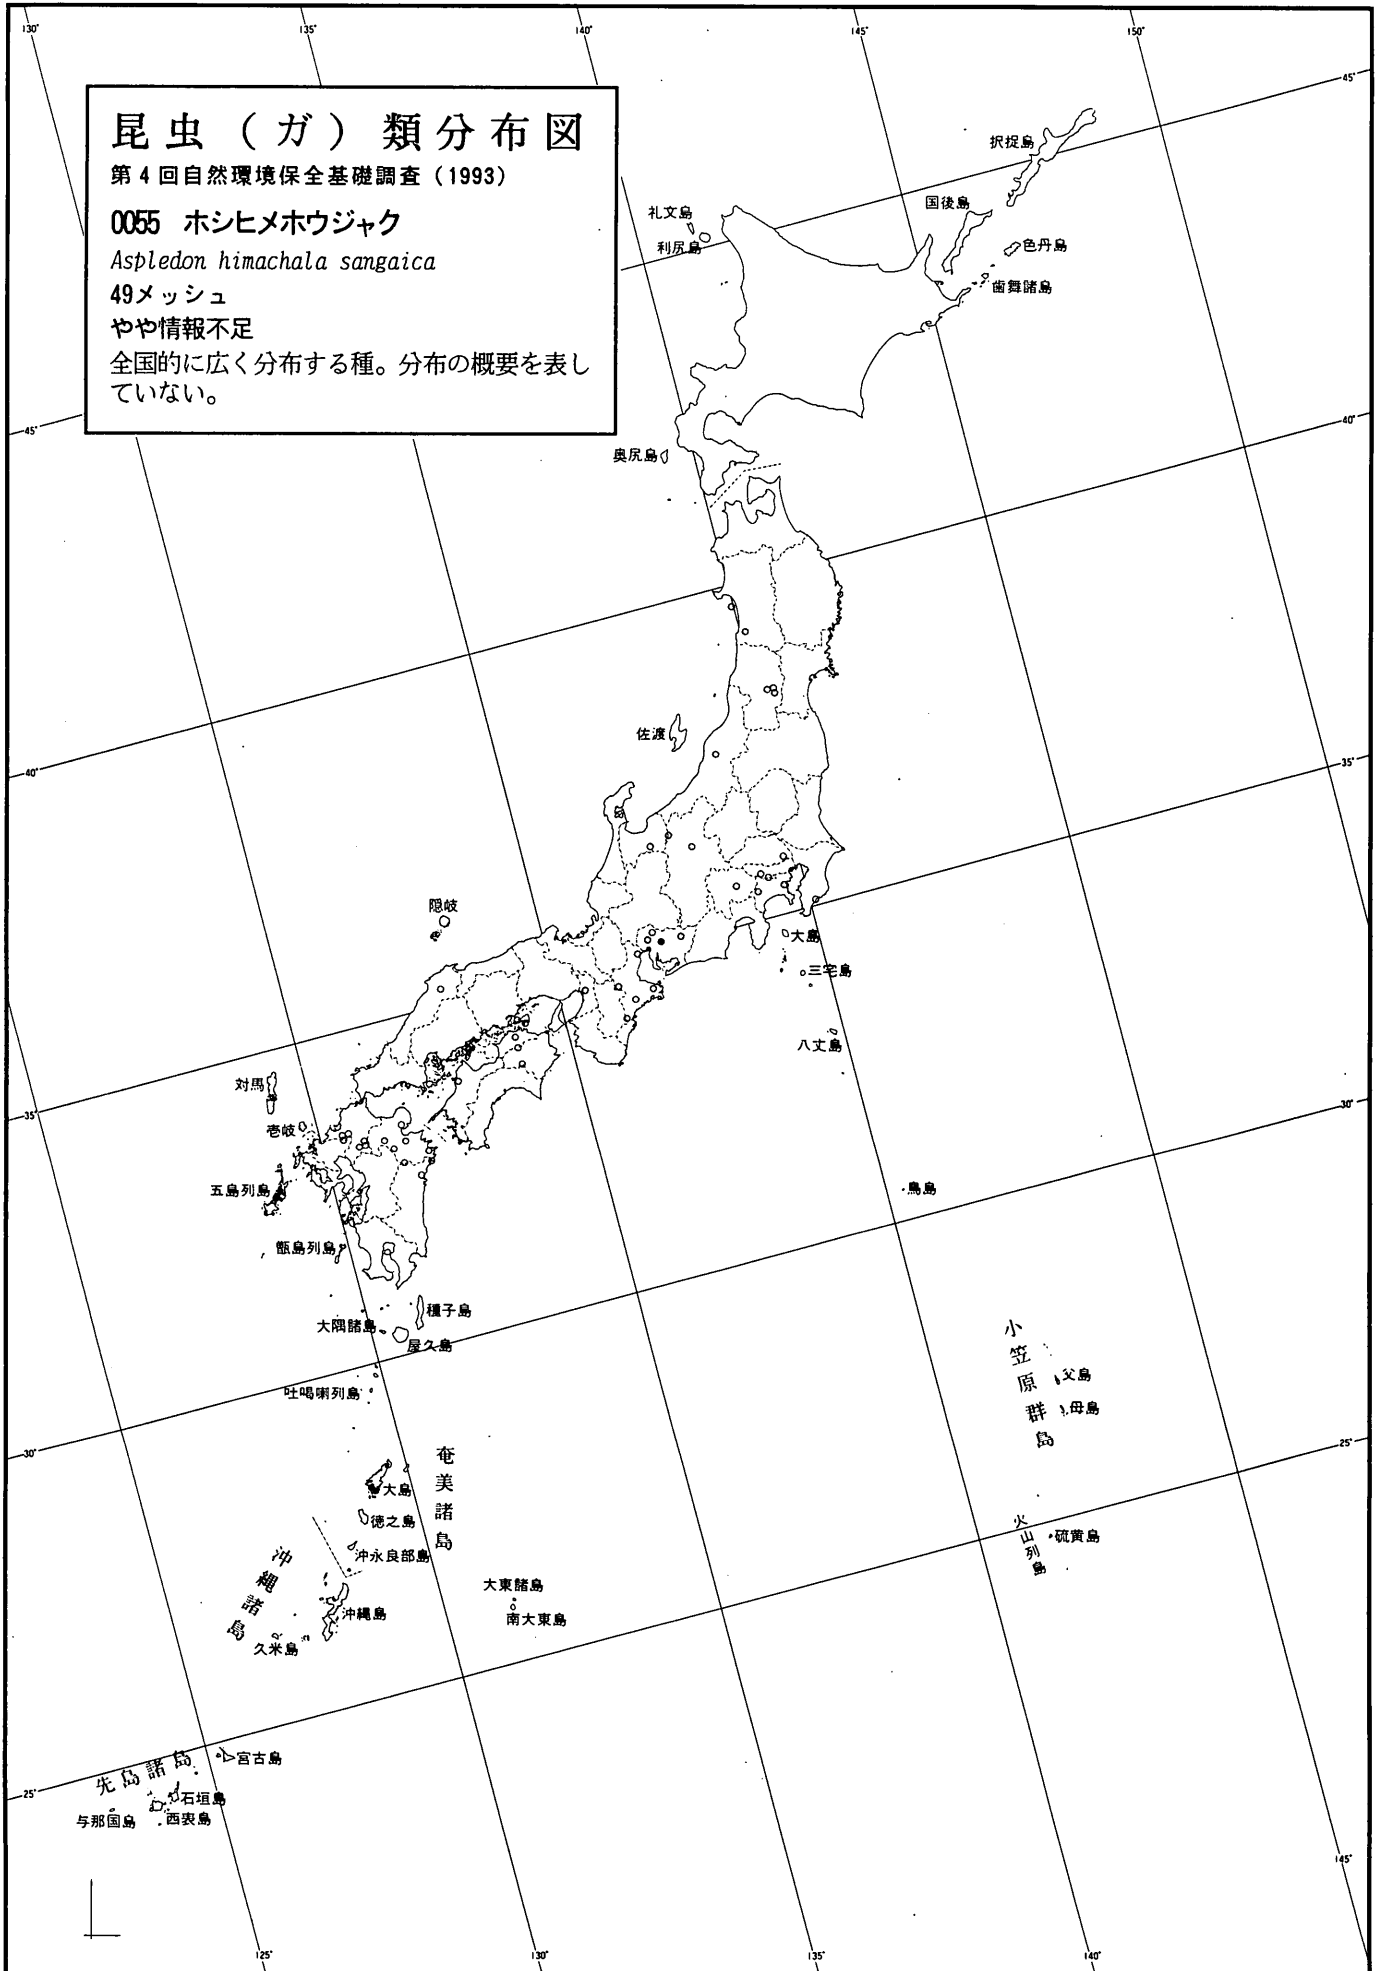 130°
135°
140°
145°
150°
45°
昆虫（ガ）類分布図
第4回自然環境保全基礎調査（1993）
0055 ホシヒメホウジャク
Aspledon himachala sangaica
49メッシュ
やや情報不足
全国的に広く分布する種。分布の概要を表し
ていない。
択捉島
国後島
礼文島
利尻島
色丹島
歯舞諸島
45°
40°
奥尻島
佐渡
40°
35°
隠岐
大島
三宅島
八丈島
対馬
35°
壱岐
30°
五島列島
鳥島
甑島列島
種子島
大隅諸島
屋久島
吐噶喇列島
小笠原群島
父島
母島
25°
奄美諸島
30°
大島
徳之島
沖永良部島
火山列島
硫黄島
沖縄諸島
大東諸島
南大東島
沖縄島
久米島
先島諸島
宮古島
25°
石垣島
与那国島
西表島
145°
125°
130°
135°
140°